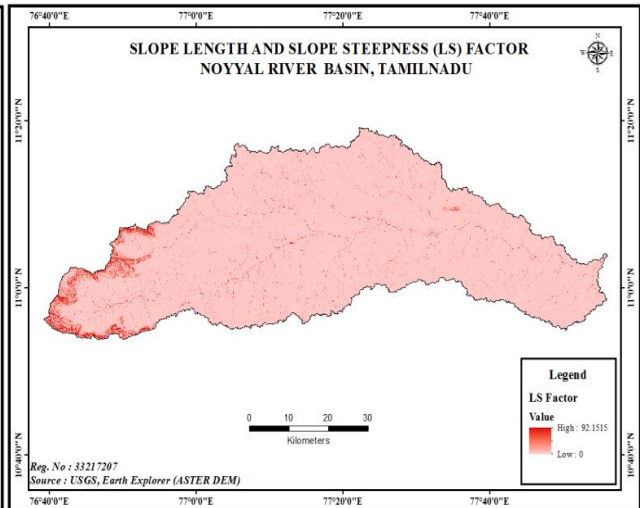 76°40'0"E 77°0'0"E 77°20'0"E 77°40'0"E
SLOPE LENGTH AND SLOPE STEEPNESS (LS) FACTOR
NOYYAL RIVER BASIN, TAMILNADU
N
W E
S
11°20'0"N 11°20'0"N
11°0'0"N 11°0'0"N
10°40'0"N 10°40'0"N
Legend
LS Factor
Value
High : 92.1515
Low : 0
0 10 20 30
Kilometers
Reg. No : 33217207
Source : USGS, Earth Explorer (ASTER DEM)
76°40'0"E 77°0'0"E 77°20'0"E 77°40'0"E